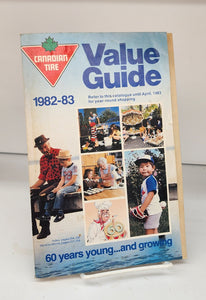 CANADIAN
TIRE
Value
Guide
1982-83
Refer to this catalogue until April, 1983
for year-round shopping
60 years young...and growing